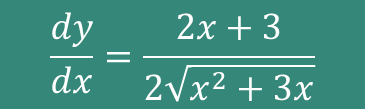 dy/dx = (2x + 3)/(2√(x² + 3x))